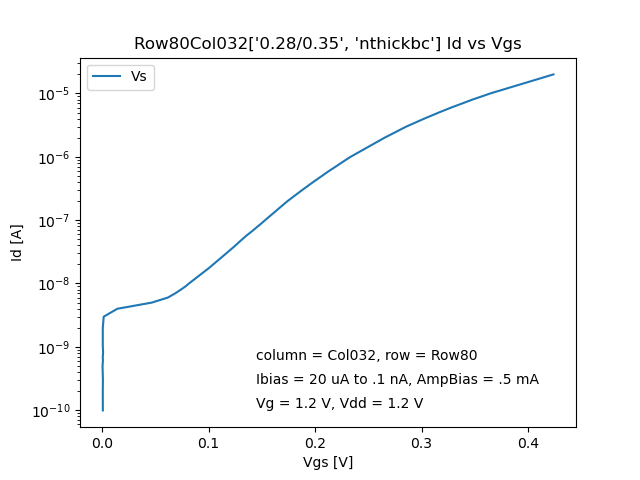 Row80Col032['0.28/0.35', 'nthickbc'] Id vs Vgs
Vs
10⁻⁵
10⁻⁶
10⁻⁷
10⁻⁸
10⁻⁹
10⁻¹⁰
Id [A]
column = Col032, row = Row80
Ibias = 20 uA to .1 nA, AmpBias = .5 mA
Vg = 1.2 V, Vdd = 1.2 V
0.0 0.1 0.2 0.3 0.4
Vgs [V]